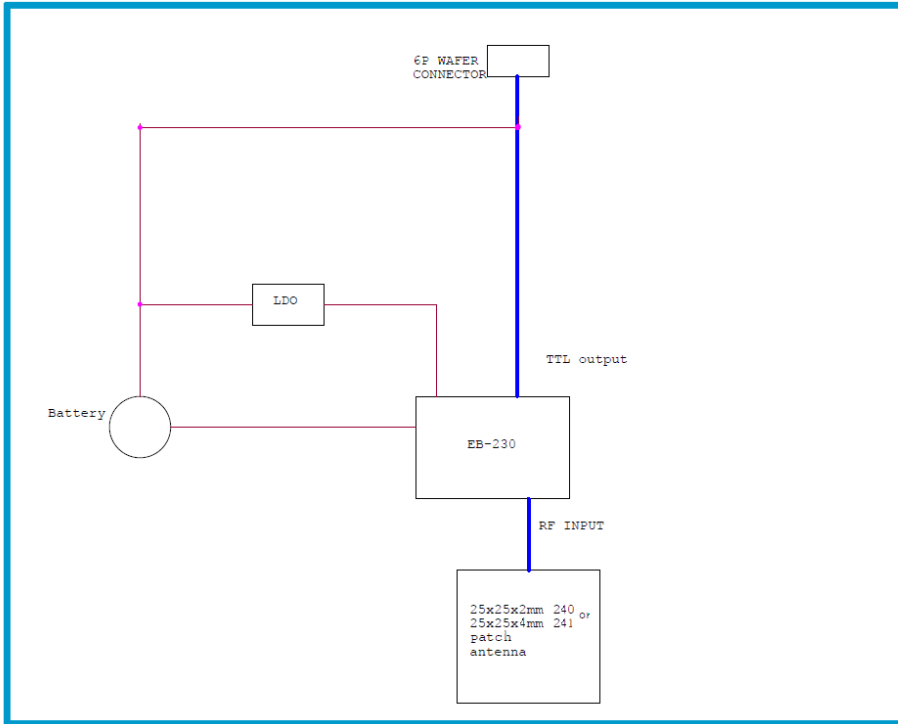 6P WAFER
CONNECTOR
LDO
TTL output
Battery
EB-230
RF INPUT
25x25x2mm 240 or
25x25x4mm 241
patch
antenna